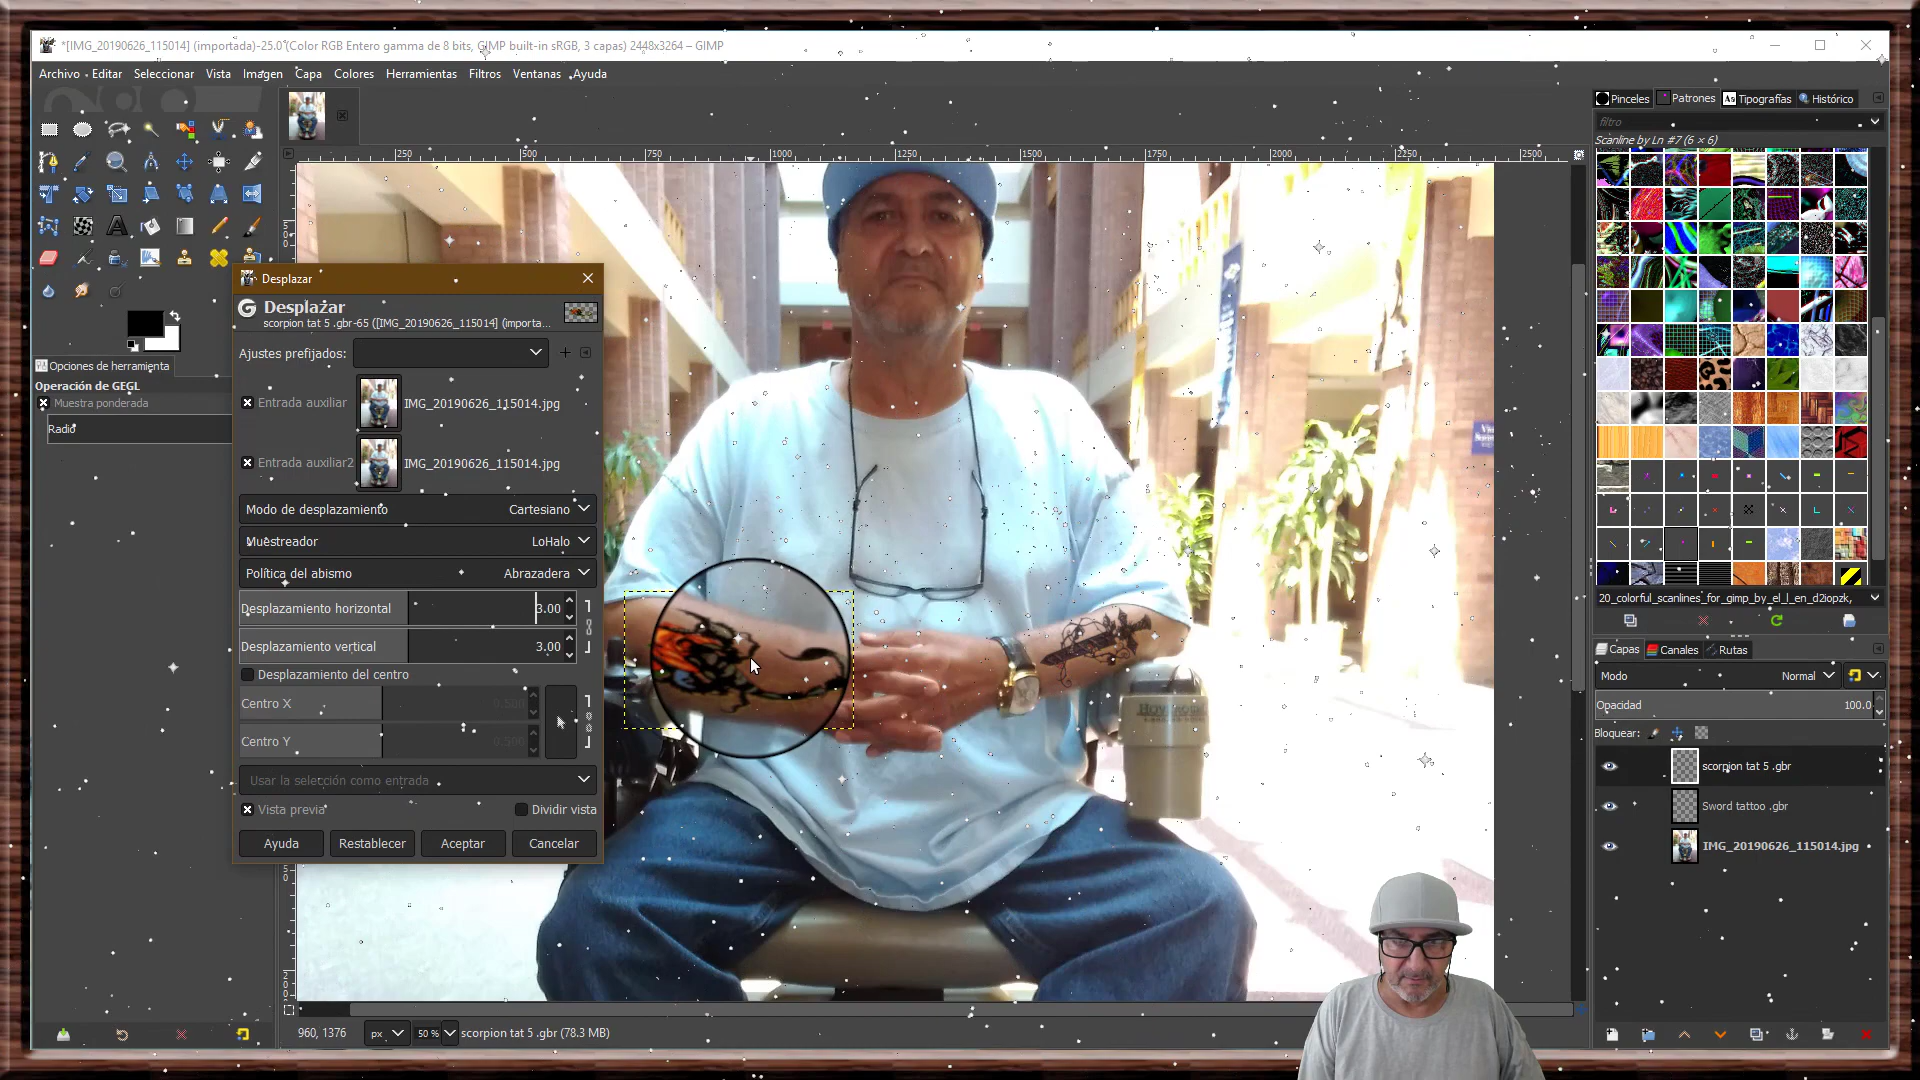 *[IMG_20190626_115014] (importada)-25.0 (Color RGB Entero gamma de 8 bits, GIMP built-in sRGB, 3 capas) 2448x3264 – GIMP
Archivo Editar Seleccionar Vista Imagen Capa Colores Herramientas Filtros Ventanas Ayuda
Pinceles Patrones Tipografías Histórico
filtro
Scanline by Ln #7 (6 × 6)
250 500 750 1000 1250 1500 1750 2000 2250 2500
Desplazar
Desplazar
scorpion tat 5 .gbr-65 ([IMG_20190626_115014] (importa...
Ajustes prefijados:
Opciones de herramienta
Operación de GEGL
Muestra ponderada
Radio
Entrada auxiliar IMG_20190626_115014.jpg
Entrada auxiliar2 IMG_20190626_115014.jpg
Modo de desplazamiento Cartesiano
Muestreador LoHalo
Política del abismo Abrazadera
Desplazamiento horizontal 3.00
Desplazamiento vertical 3.00
Desplazamiento del centro
Centro X 0.500
Centro Y 0.500
Usar la selección como entrada
Vista previa Dividir vista
Ayuda Restablecer Aceptar Cancelar
20_colorful_scanlines_for_gimp_by_el_l_en_d2iopzk,
Capas Canales Rutas
Modo Normal
Opacidad 100.0
Bloquear:
scorpion tat 5 .gbr
Sword tattoo .gbr
IMG_20190626_115014.jpg
960, 1376 px 50 % scorpion tat 5 .gbr (78.3 MB)